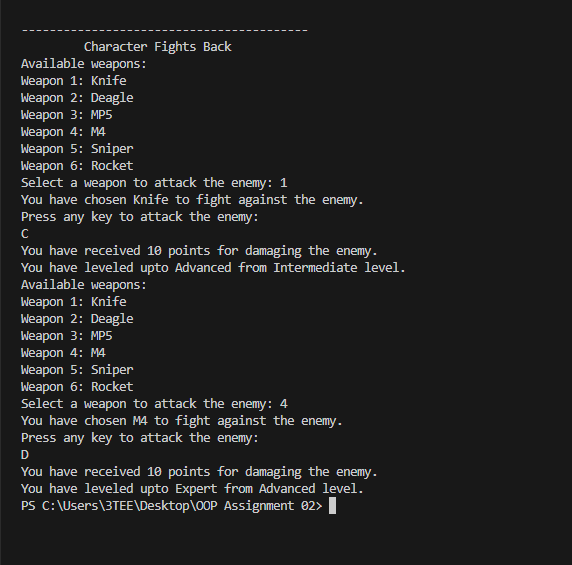 -----------------------------------------
Character Fights Back
Available weapons:
Weapon 1: Knife
Weapon 2: Deagle
Weapon 3: MP5
Weapon 4: M4
Weapon 5: Sniper
Weapon 6: Rocket
Select a weapon to attack the enemy: 1
You have chosen Knife to fight against the enemy.
Press any key to attack the enemy:
C
You have received 10 points for damaging the enemy.
You have leveled upto Advanced from Intermediate level.
Available weapons:
Weapon 1: Knife
Weapon 2: Deagle
Weapon 3: MP5
Weapon 4: M4
Weapon 5: Sniper
Weapon 6: Rocket
Select a weapon to attack the enemy: 4
You have chosen M4 to fight against the enemy.
Press any key to attack the enemy:
D
You have received 10 points for damaging the enemy.
You have leveled upto Expert from Advanced level.
PS C:\Users\3TEE\Desktop\OOP Assignment 02>